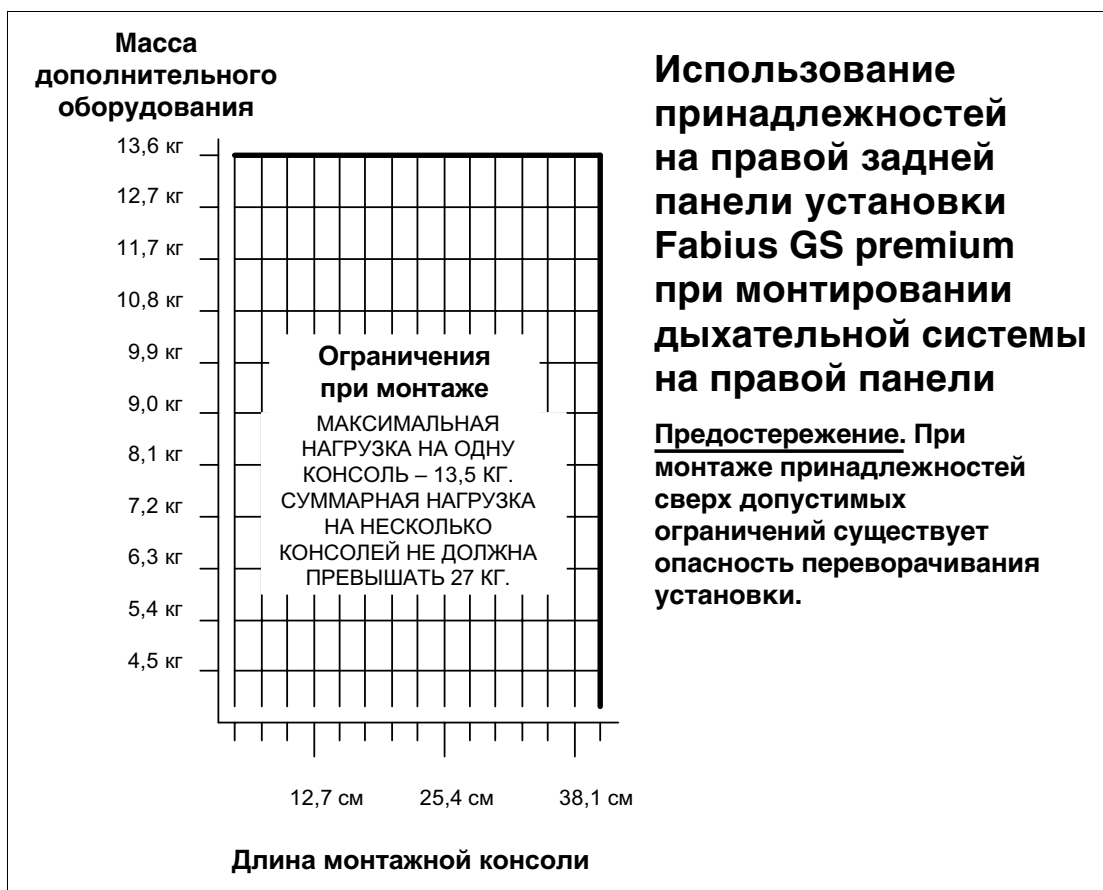 Масса
дополнительного
оборудования
13,6 кг
12,7 кг
11,7 кг
10,8 кг
9,9 кг
9,0 кг
8,1 кг
7,2 кг
6,3 кг
5,4 кг
4,5 кг
Ограничения
при монтаже
МАКСИМАЛЬНАЯ
НАГРУЗКА НА ОДНУ
КОНСОЛЬ – 13,5 КГ.
СУММАРНАЯ НАГРУЗКА
НА НЕСКОЛЬКО
КОНСОЛЕЙ НЕ ДОЛЖНА
ПРЕВЫШАТЬ 27 КГ.
12,7 см 25,4 см 38,1 см
Длина монтажной консоли
Использование
принадлежностей
на правой задней
панели установки
Fabius GS premium
при монтировании
дыхательной системы
на правой панели
Предостережение. При
монтаже принадлежностей
сверх допустимых
ограничений существует
опасность переворачивания
установки.